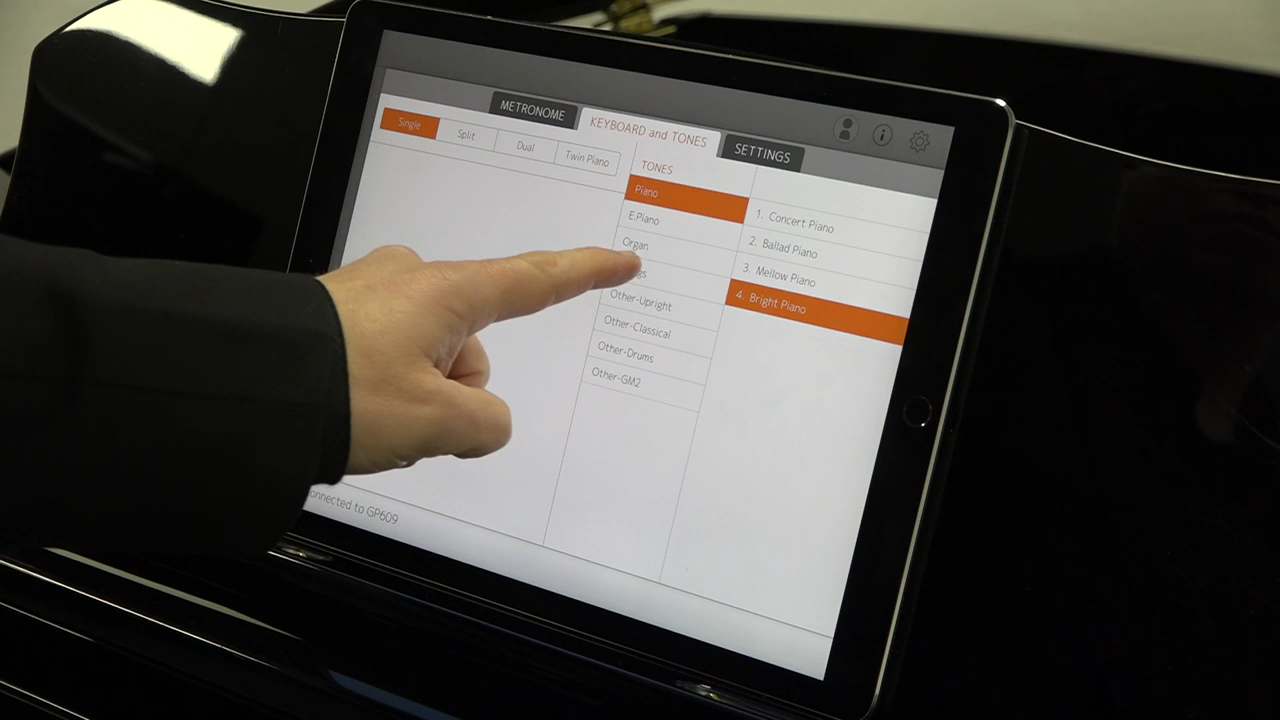 METRONOME
KEYBOARD and TONES
SETTINGS
Single
Split
Dual
Twin Piano
TONES
Piano
E.Piano
Organ
Other-Upright
Other-Classical
Other-Drums
Other-GM2
1. Concert Piano
2. Ballad Piano
3. Mellow Piano
4. Bright Piano
to GP609